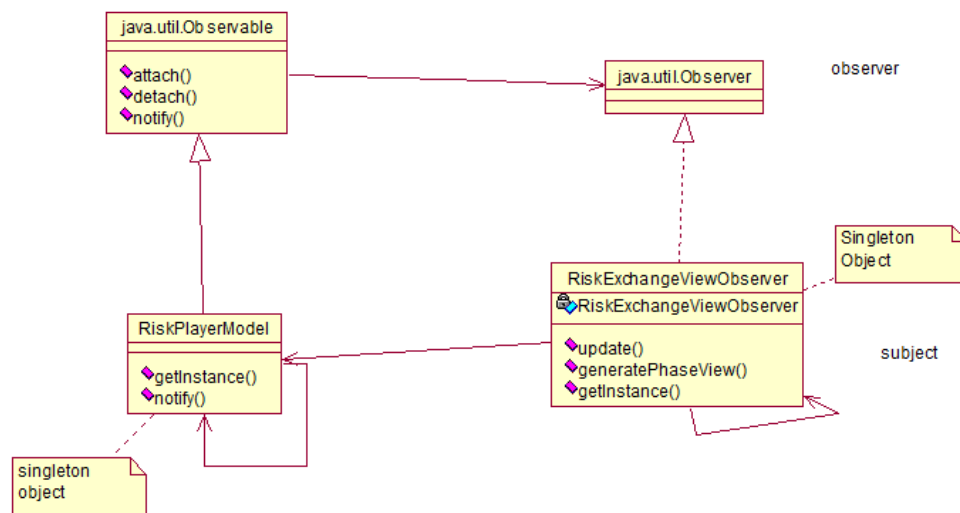 java.util.Observable
attach()
detach()
notify()
java.util.Observer
observer
RiskPlayerModel
getInstance()
notify()
singleton
object
RiskExchangeViewObserver
RiskExchangeViewObserver
update()
generatePhaseView()
getInstance()
Singleton
Object
subject